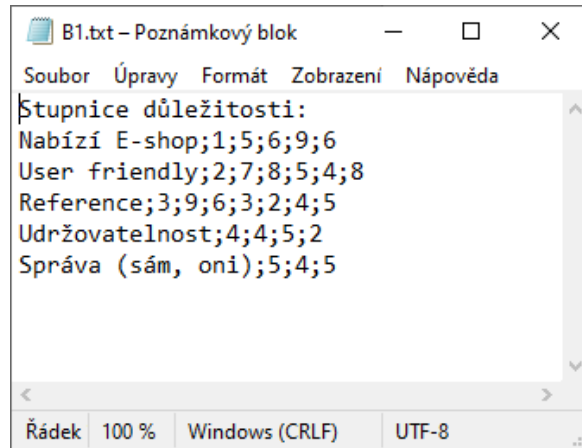 B1.txt – Poznámkový blok
Soubor Úpravy Formát Zobrazení Nápověda
Stupnice důležitosti:
Nabízí E-shop;1;5;6;9;6
User friendly;2;7;8;5;4;8
Reference;3;9;6;3;2;4;5
Udržovatelnost;4;4;5;2
Správa (sám, oni);5;4;5
Řádek 100 % Windows (CRLF) UTF-8